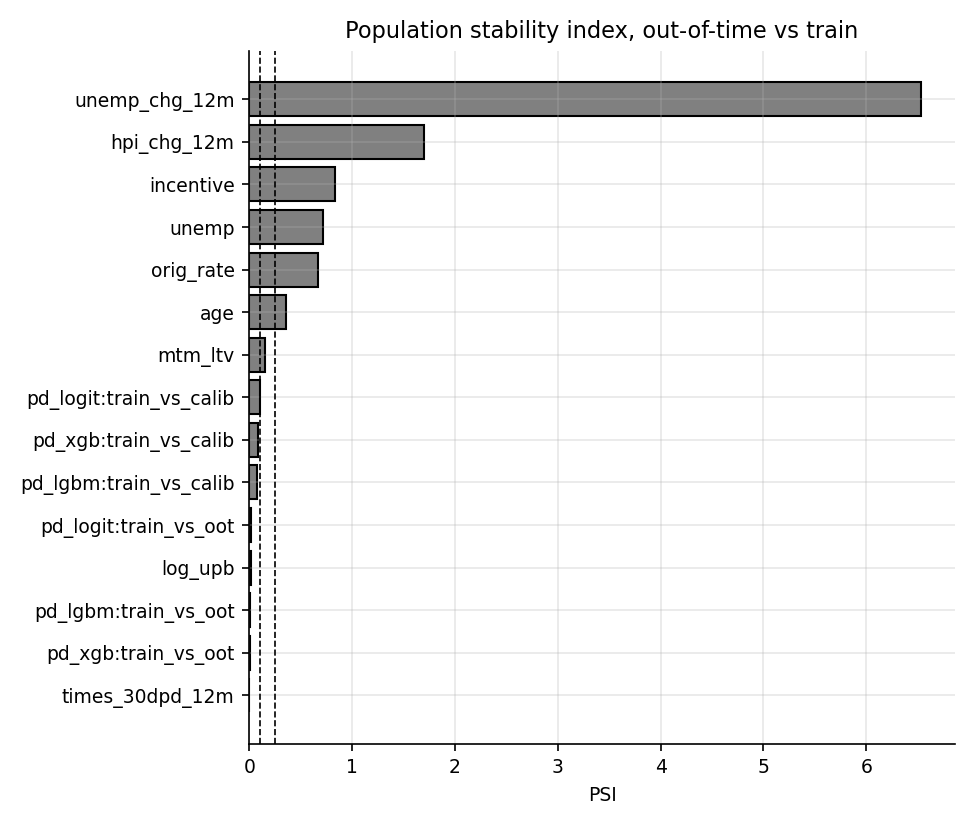 Population stability index, out-of-time vs train
unemp_chg_12m
hpi_chg_12m
incentive
unemp
orig_rate
age
mtm_ltv
pd_logit:train_vs_calib
pd_xgb:train_vs_calib
pd_lgbm:train_vs_calib
pd_logit:train_vs_oot
log_upb
pd_lgbm:train_vs_oot
pd_xgb:train_vs_oot
times_30dpd_12m
0 1 2 3 4 5 6
PSI